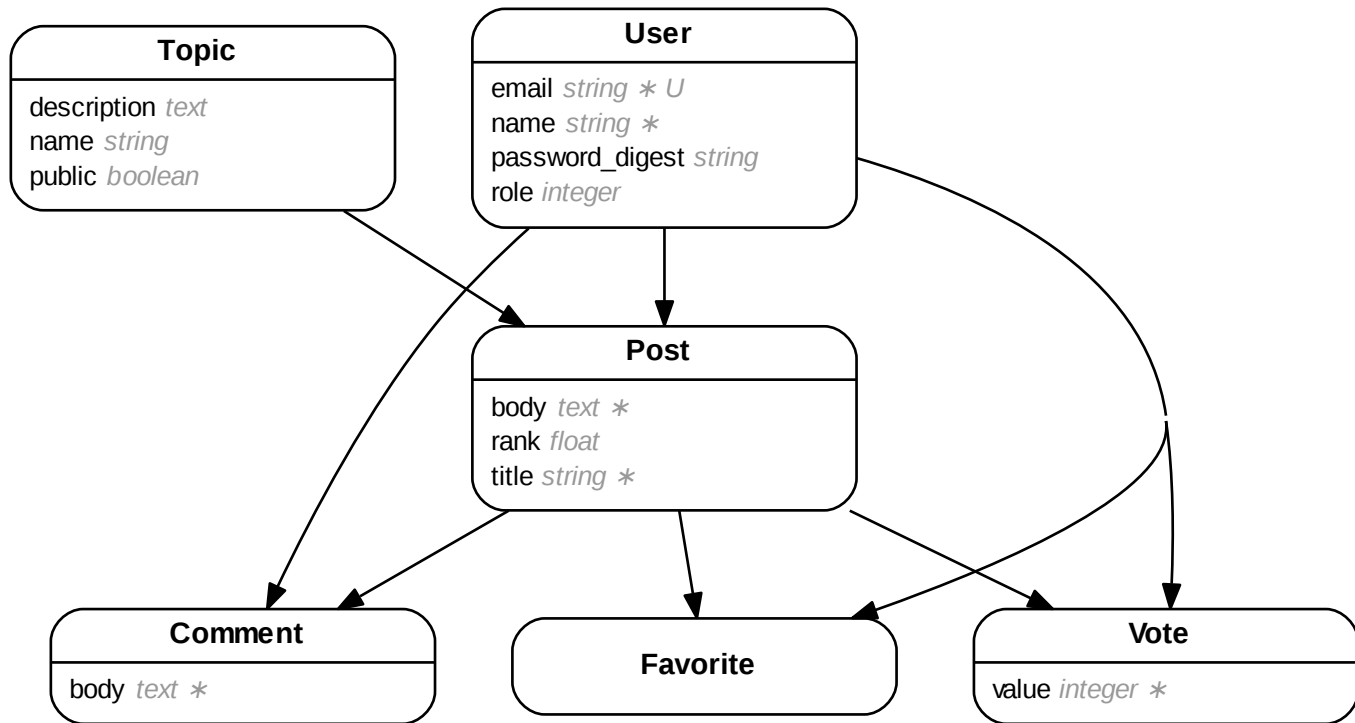 Topic
description text
name string
public boolean
User
email string ∗ U
name string ∗
password_digest string
role integer
Post
body text ∗
rank float
title string ∗
Comment
body text ∗
Favorite
Vote
value integer ∗